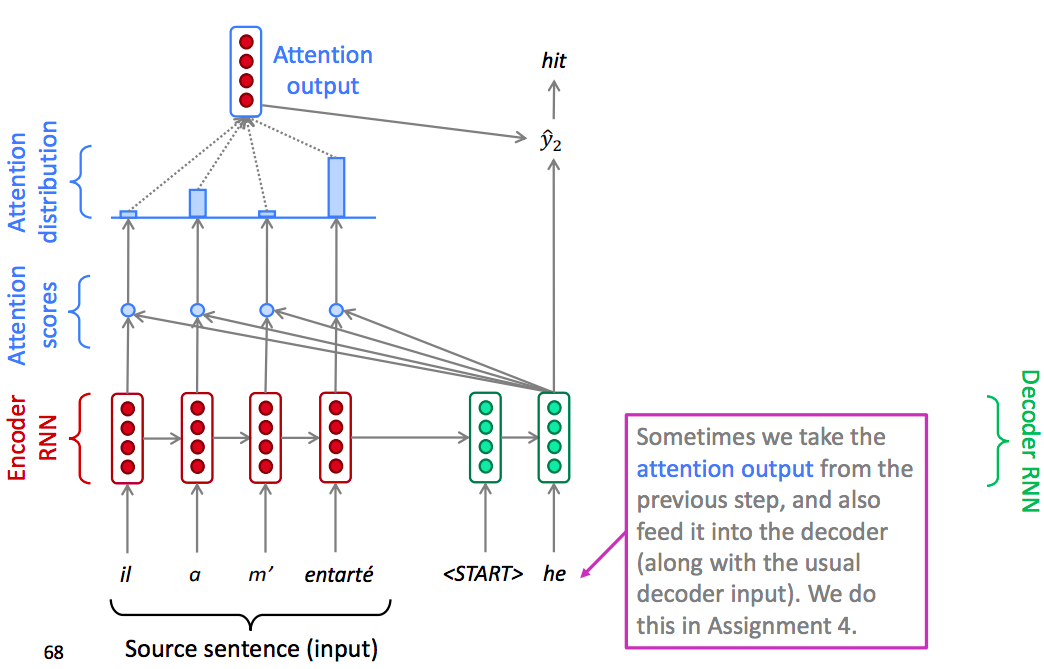 Attention
output
hit
ŷ₂
Attention
distribution
Attention
scores
Encoder
RNN
Decoder RNN
Sometimes we take the
attention output from the
previous step, and also
feed it into the decoder
(along with the usual
decoder input). We do
this in Assignment 4.
il a m’ entarté <START> he
Source sentence (input)
68